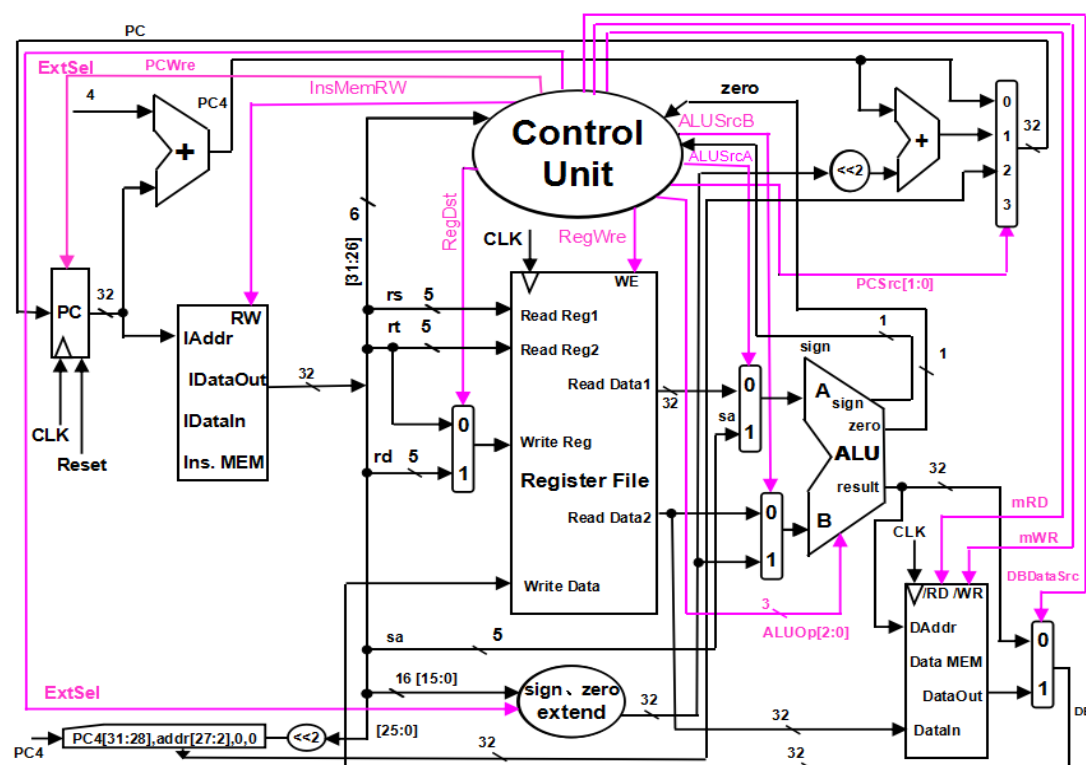 PC
ExtSel
PCWre
InsMemRW
4
PC4
+
Control
Unit
zero
ALUSrcB
ALUSrcA
<<2
+
0
1
2
3
32
6
[31:26]
RegDst
CLK
RegWre
PCSrc[1:0]
PC
32
CLK
Reset
RW
IAddr
IDataOut
IDataIn
Ins. MEM
32
rs
5
rt
5
rd
5
0
1
WE
Read Reg1
Read Reg2
Read Data1
Write Reg
Register File
Read Data2
Write Data
32
sa
0
1
0
1
sign
1
1
A
sign
zero
ALU
result
B
32
3
ALUOp[2:0]
CLK
mRD
mWR
DBDataSrc
/RD /WR
DAddr
Data MEM
DataOut
DataIn
0
1
sa
5
ExtSel
16 [15:0]
sign、zero
extend
32
32
PC4
PC4[31:28],addr[27:2],0,0
<<2
[25:0]
32
32